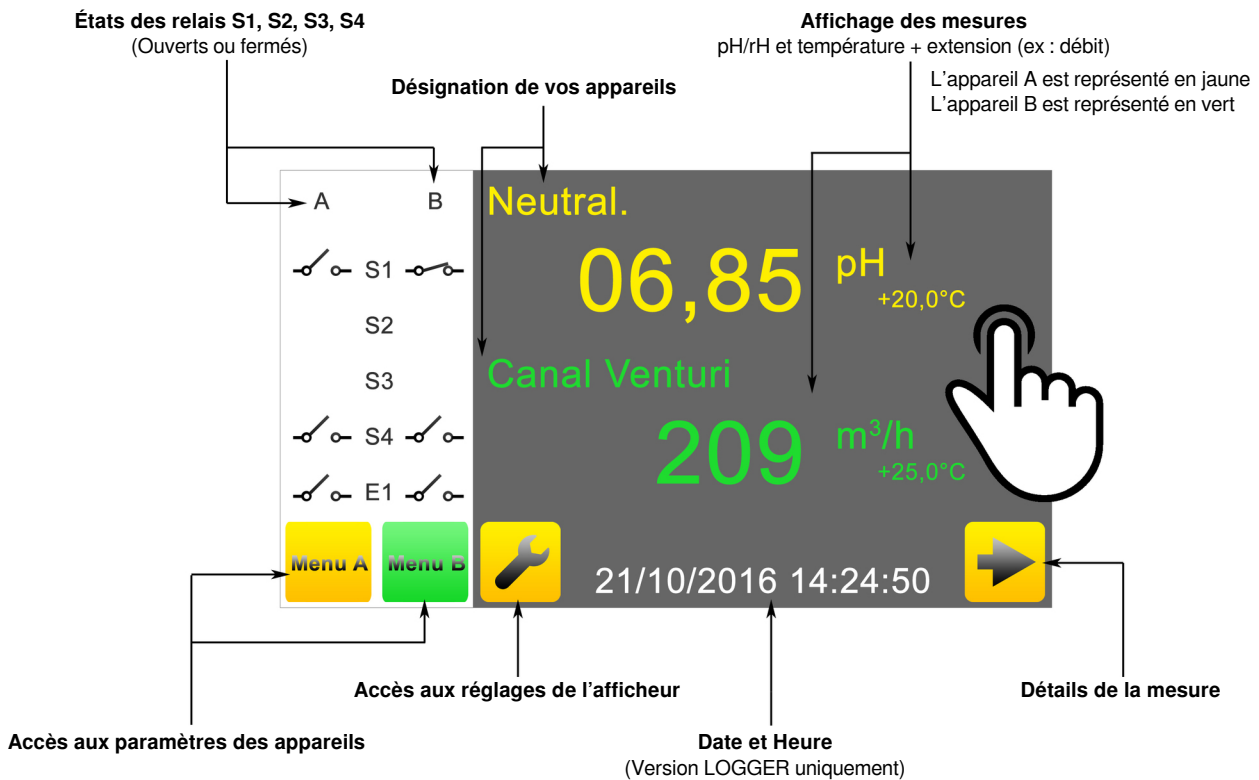 États des relais S1, S2, S3, S4
(Ouverts ou fermés)
Affichage des mesures
pH/rH et température + extension (ex : débit)
L'appareil A est représenté en jaune
L'appareil B est représenté en vert
Désignation de vos appareils
A B
Neutral.
S1
06,85 pH
+20,0°C
S2
S3
Canal Venturi
S4
209 m³/h
+25,0°C
E1
Menu A Menu B
21/10/2016 14:24:50
Accès aux réglages de l'afficheur
Détails de la mesure
Accès aux paramètres des appareils
Date et Heure
(Version LOGGER uniquement)